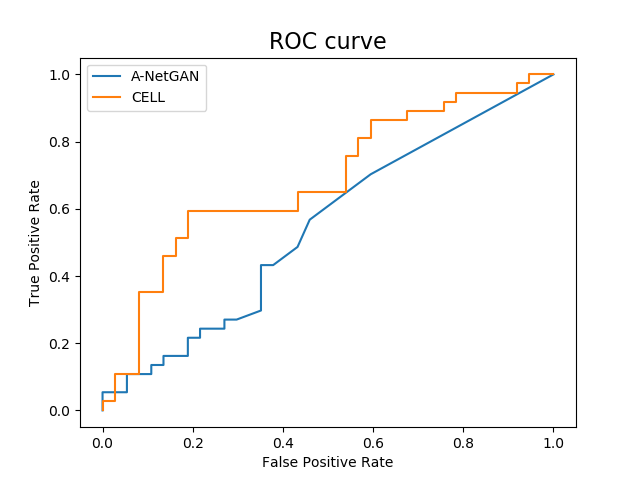 ROC curve
A-NetGAN
CELL
1.0
0.8
0.6
0.4
0.2
0.0
True Positive Rate
0.0 0.2 0.4 0.6 0.8 1.0
False Positive Rate